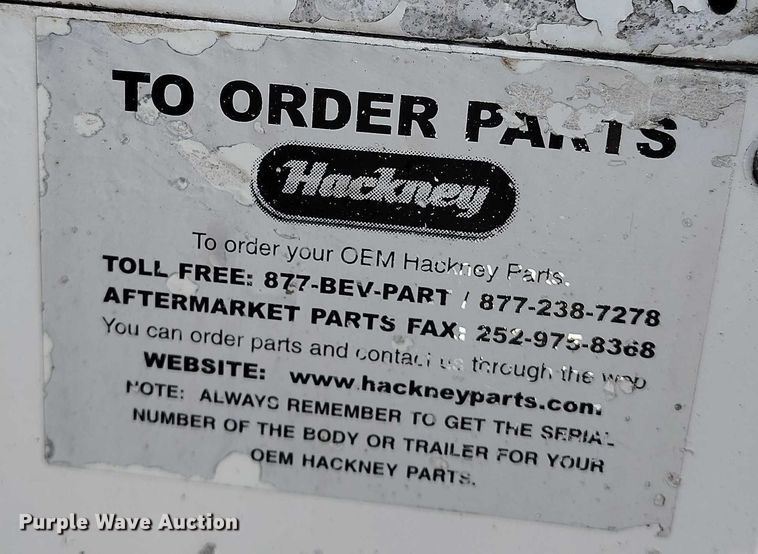 TO ORDER PARTS
Hackney
To order your OEM Hackney Parts.
TOLL FREE: 877-BEV-PART / 877-238-7278
AFTERMARKET PARTS FAX: 252-975-8368
You can order parts and contact us through the web
WEBSITE: www.hackneyparts.com
NOTE: ALWAYS REMEMBER TO GET THE SERIAL
NUMBER OF THE BODY OR TRAILER FOR YOUR
OEM HACKNEY PARTS.
Purple Wave Auction